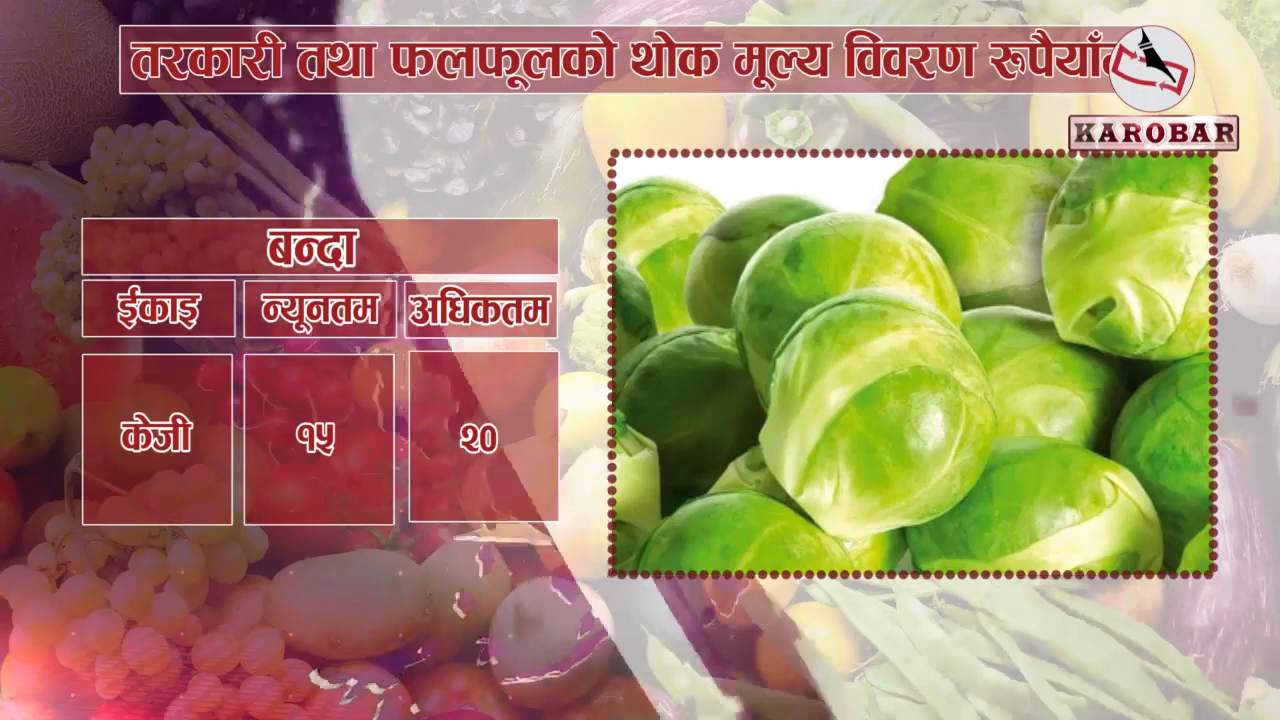 तरकारी तथा फलफूलको थोक मूल्य विवरण
KAROBAR
बन्दा
ईकाइ न्यूनतम अधिकतम
केजी १५ २०